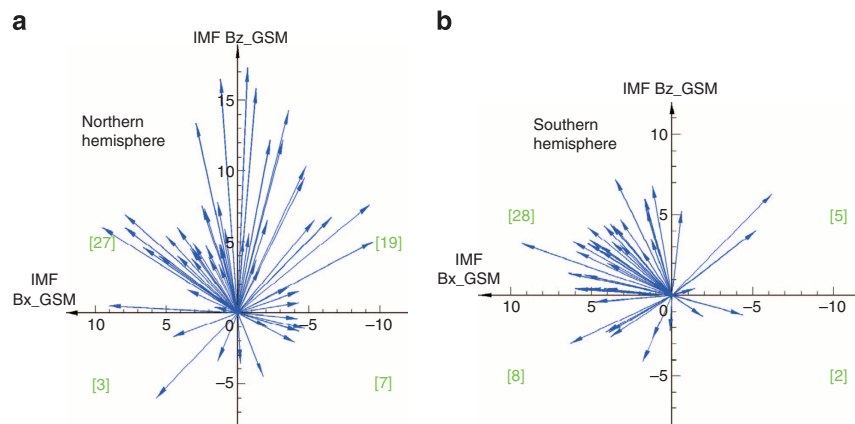 a
IMF Bz_GSM
Northern
hemisphere
15
10
5
[27]
[19]
IMF
Bx_GSM
10
5
0
−5
−10
−5
[3]
[7]
b
IMF Bz_GSM
Southern
hemisphere
10
5
[28]
[5]
IMF
Bx_GSM
10
5
0
−5
−10
−5
[8]
[2]